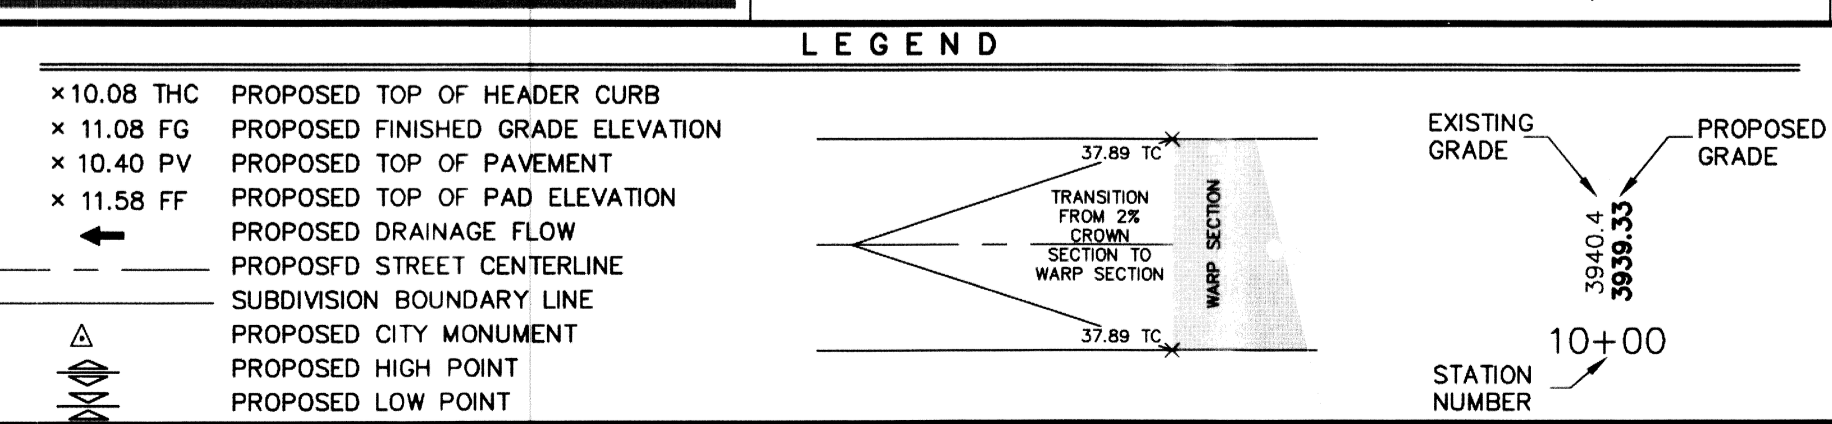 LEGEND
×10.08 THC PROPOSED TOP OF HEADER CURB
× 11.08 FG PROPOSED FINISHED GRADE ELEVATION
× 10.40 PV PROPOSED TOP OF PAVEMENT
× 11.58 FF PROPOSED TOP OF PAD ELEVATION
PROPOSED DRAINAGE FLOW
PROPOSFD STREET CENTERLINE
SUBDIVISION BOUNDARY LINE
PROPOSED CITY MONUMENT
PROPOSED HIGH POINT
PROPOSED LOW POINT
37.89 TC
TRANSITION
FROM 2%
CROWN
SECTION TO
WARP SECTION
37.89 TC
WARP SECTION
EXISTING
GRADE
PROPOSED
GRADE
3940.4
3939.33
10+00
STATION
NUMBER